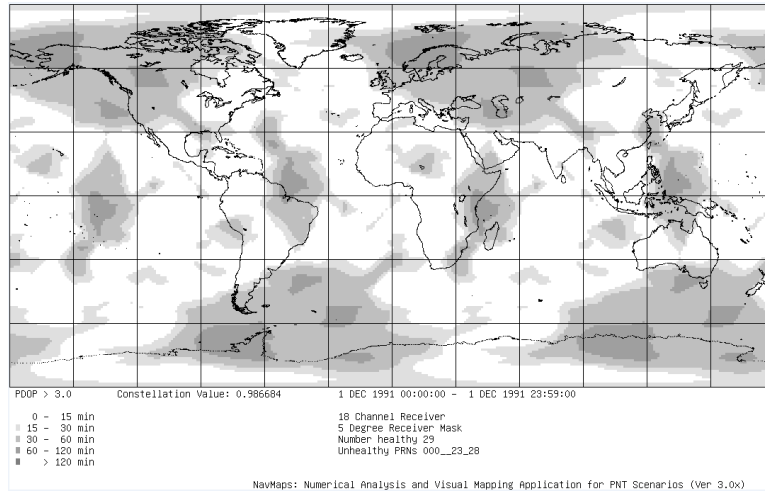 PDOP > 3.0 Constellation Value: 0.986684 1 DEC 1991 00:00:00 - 1 DEC 1991 23:59:00
0 - 15 min
15 - 30 min
30 - 60 min
60 - 120 min
> 120 min
18 Channel Receiver
5 Degree Receiver Mask
Number healthy 29
Unhealthy PRNs 000__23_28
NavMaps: Numerical Analysis and Visual Mapping Application for PNT Scenarios (Ver 3.0x)